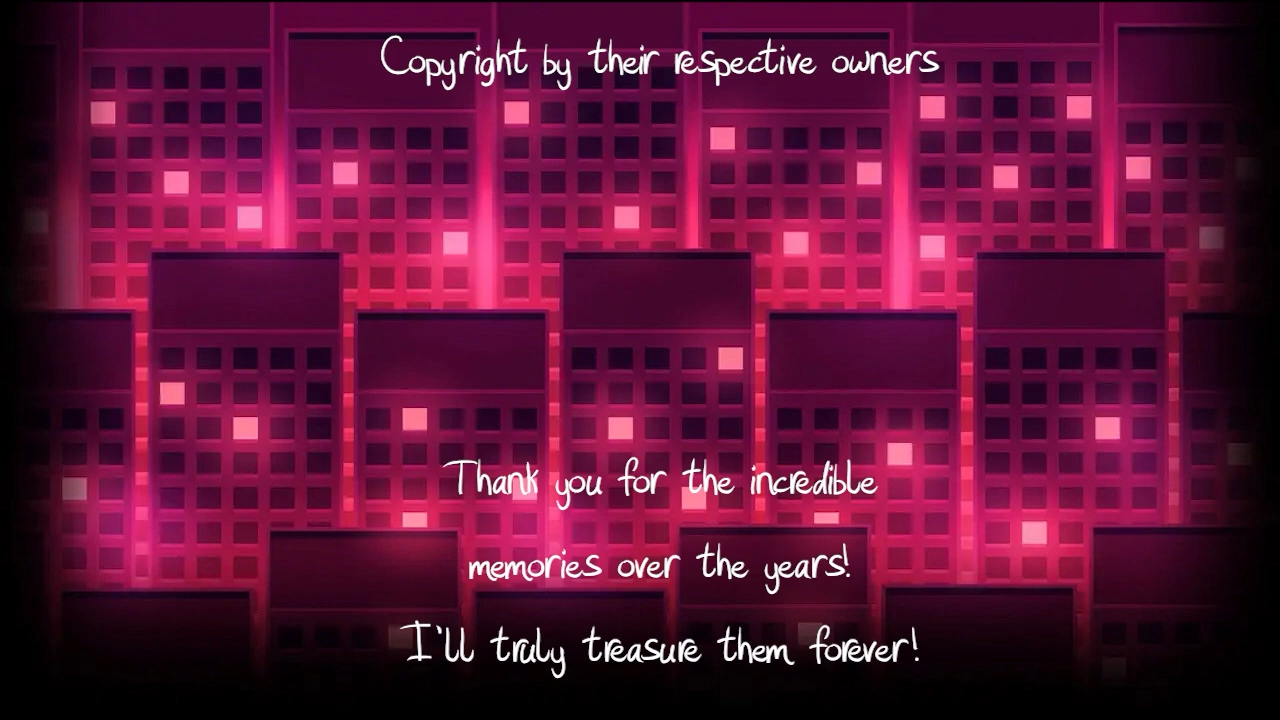 Copyright by their respective owners
Thank you for the incredible
memories over the years!
I'll truly treasure them forever!